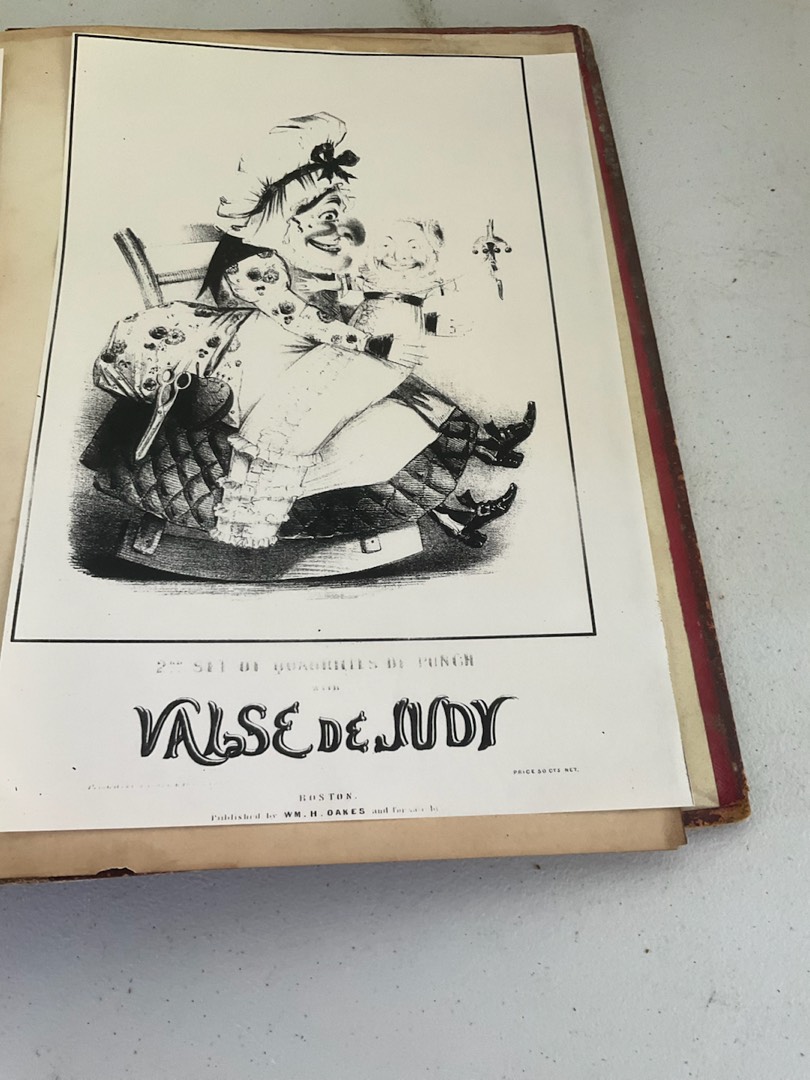 2ND SET OF QUADRILLES DE PUNCH
WITH
VALSE DE JUDY
PRICE 50 CTS NET.
BOSTON.
Published by WM. H. OAKES and for sale by